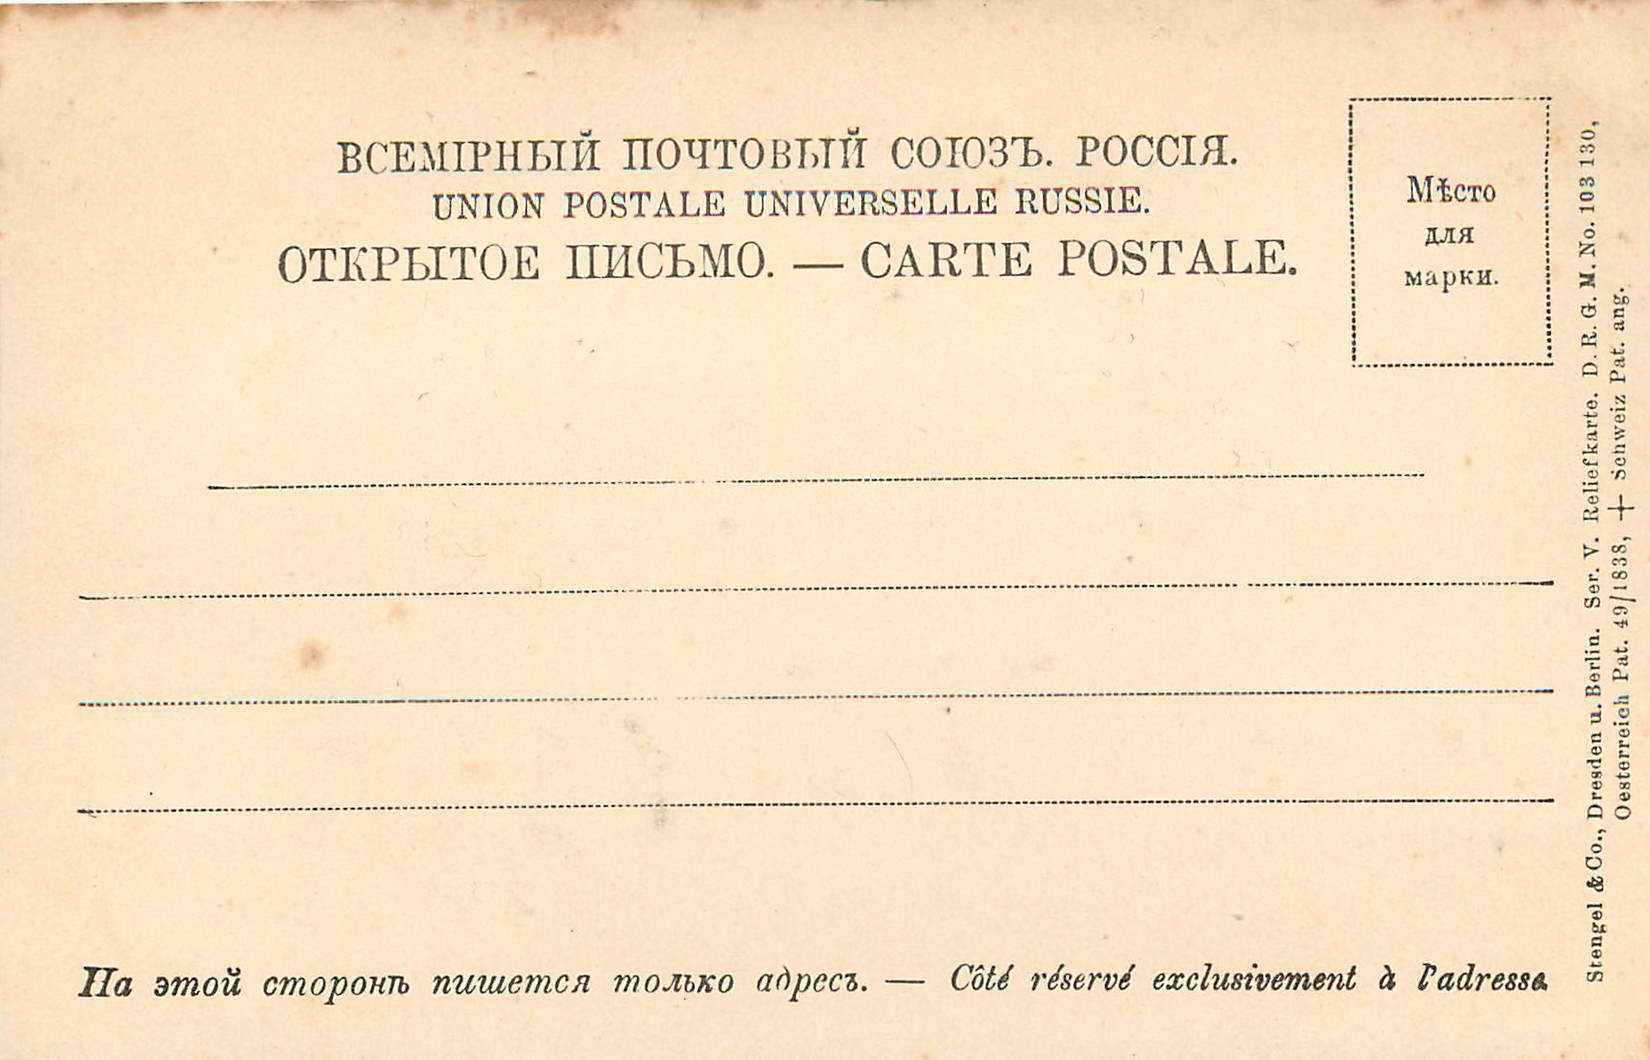 ВСЕМІРНЫЙ ПОЧТОВЫЙ СОЮЗЪ. РОССІЯ.
UNION POSTALE UNIVERSELLE RUSSIE.
ОТКРЫТОЕ ПИСЬМО. — CARTE POSTALE.
Мѣсто
для
марки.
На этой сторонѣ пишется только адресъ. — Côté réservé exclusivement à l'adresse.
Stengel & Co., Dresden u. Berlin. Ser. V. Reliefkarte. D. R. G. M. No. 103 130,
Oesterreich Pat. 49/1838, + Schweiz Pat. ang.